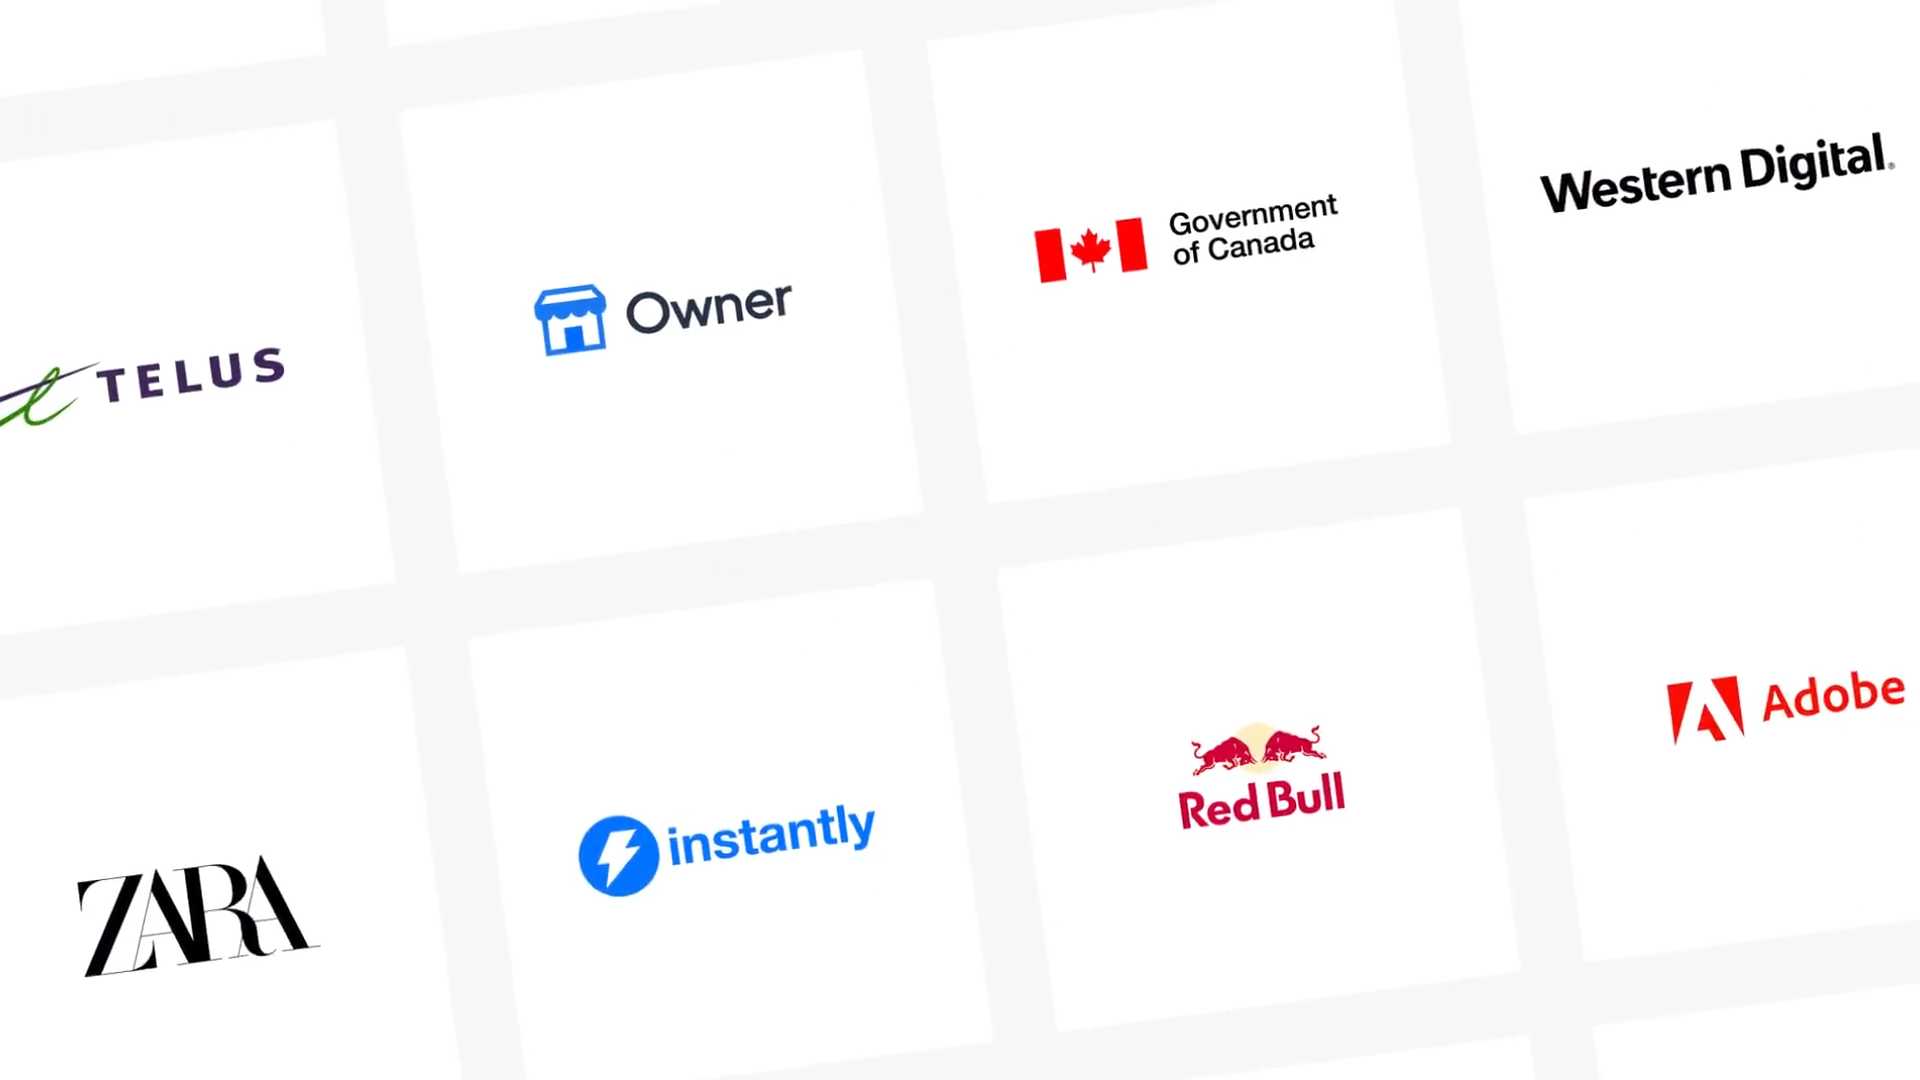 TELUS
Owner
Government
of Canada
Western Digital®
ZARA
instantly
Red Bull
Adobe